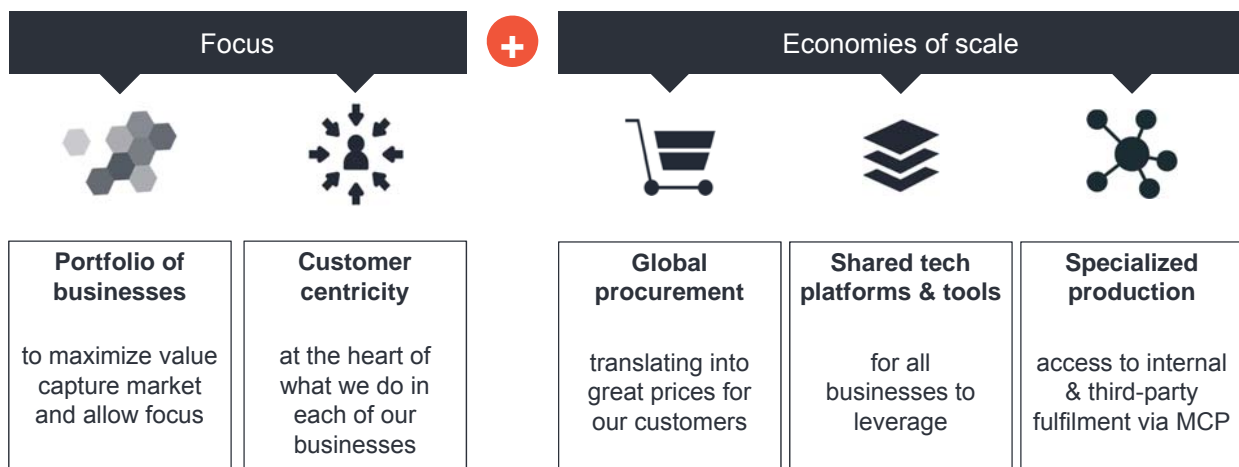 Focus
+
Economies of scale
Portfolio of
businesses
to maximize value
capture market
and allow focus
Customer
centricity
at the heart of
what we do in
each of our
businesses
Global
procurement
translating into
great prices for
our customers
Shared tech
platforms & tools
for all
businesses to
leverage
Specialized
production
access to internal
& third-party
fulfilment via MCP